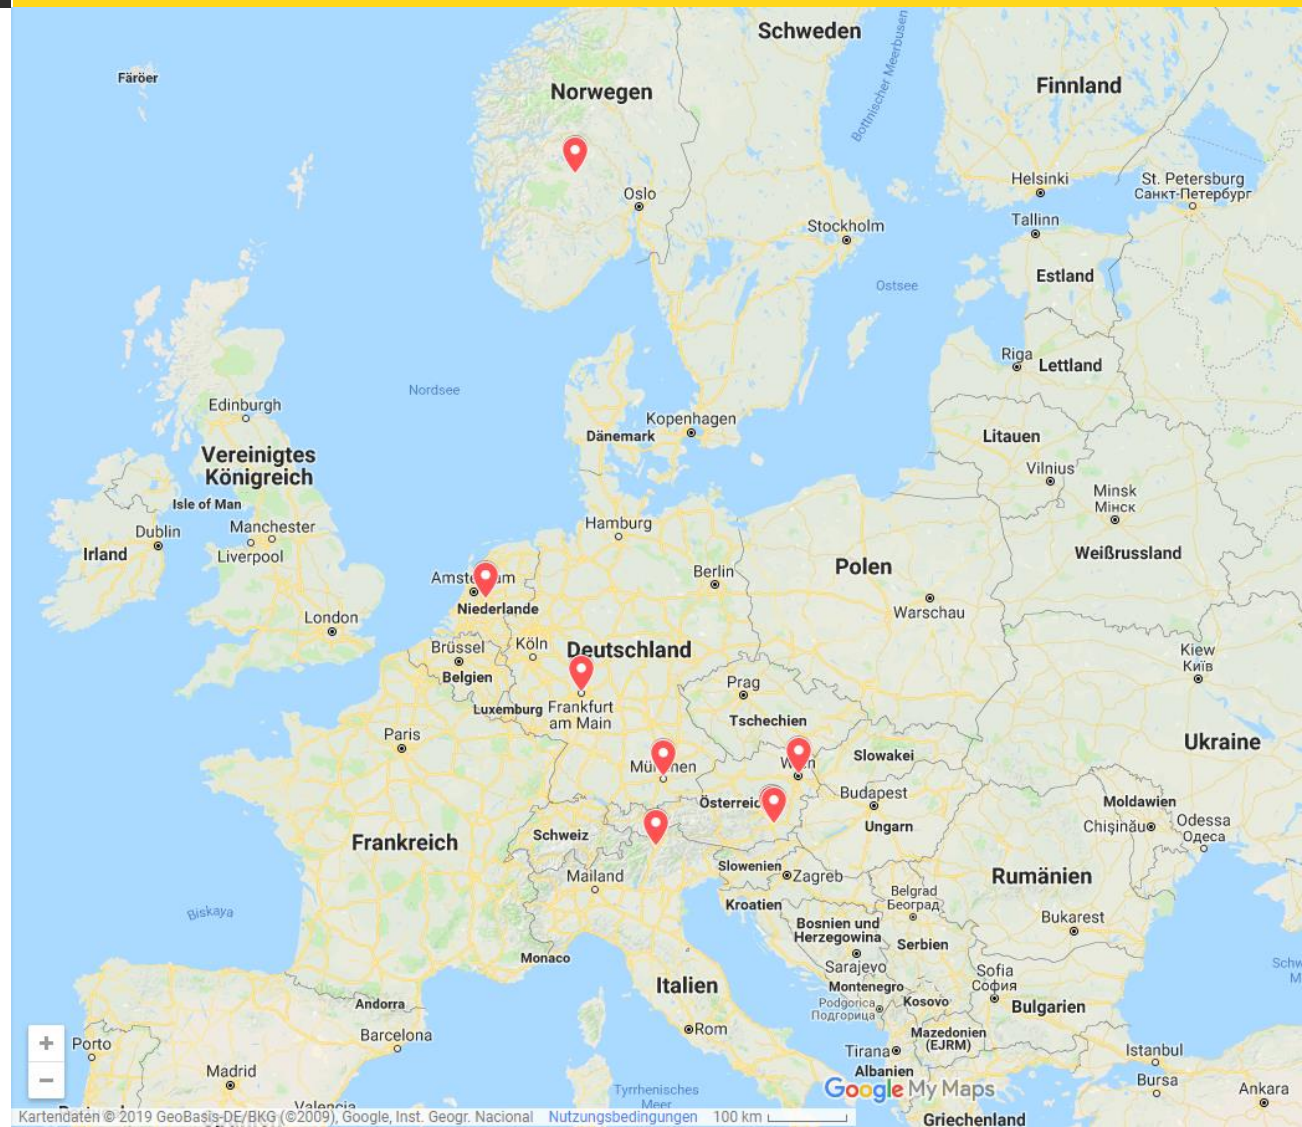 Schweden
Bottnischer Meerbusen
Färöer
Norwegen
Finnland
Helsinki
St. Petersburg
Санкт-Петербург
Oslo
Tallinn
Stockholm
Estland
Ostsee
Riga
Lettland
Nordsee
Edinburgh
Kopenhagen
Dänemark
Litauen
Vereinigtes
Königreich
Vilnius
Minsk
Мінск
Isle of Man
Manchester
Hamburg
Dublin
Irland
Liverpool
Weißrussland
Berlin
Polen
Niederlande
Warschau
London
Brüssel
Köln
Deutschland
Kiew
Київ
Belgien
Prag
Luxemburg
Frankfurt
am Main
Tschechien
Paris
Ukraine
Slowakei
Budapest
Moldawien
Chișinău
Odessa
Одеса
Ungarn
Schweiz
Frankreich
Slowenien
Zagreb
Mailand
Rumänien
Belgrad
Београд
Kroatien
Biskaya
Bosnien und
Herzegowina
Bukarest
Serbien
Monaco
Sarajevo
Sofia
София
Italien
Montenegro
Andorra
Podgorica
Подгорица
Kosovo
Bulgarien
Rom
Mazedonien
(EJRM)
Barcelona
Porto
Tirana
Istanbul
Madrid
Albanien
Bursa
Ankara
Tyrrhenisches
Meer
Google My Maps
Valencia
Kartendaten © 2019 GeoBasis-DE/BKG (©2009), Google, Inst. Geogr. Nacional Nutzungsbedingungen 100 km
Griechenland